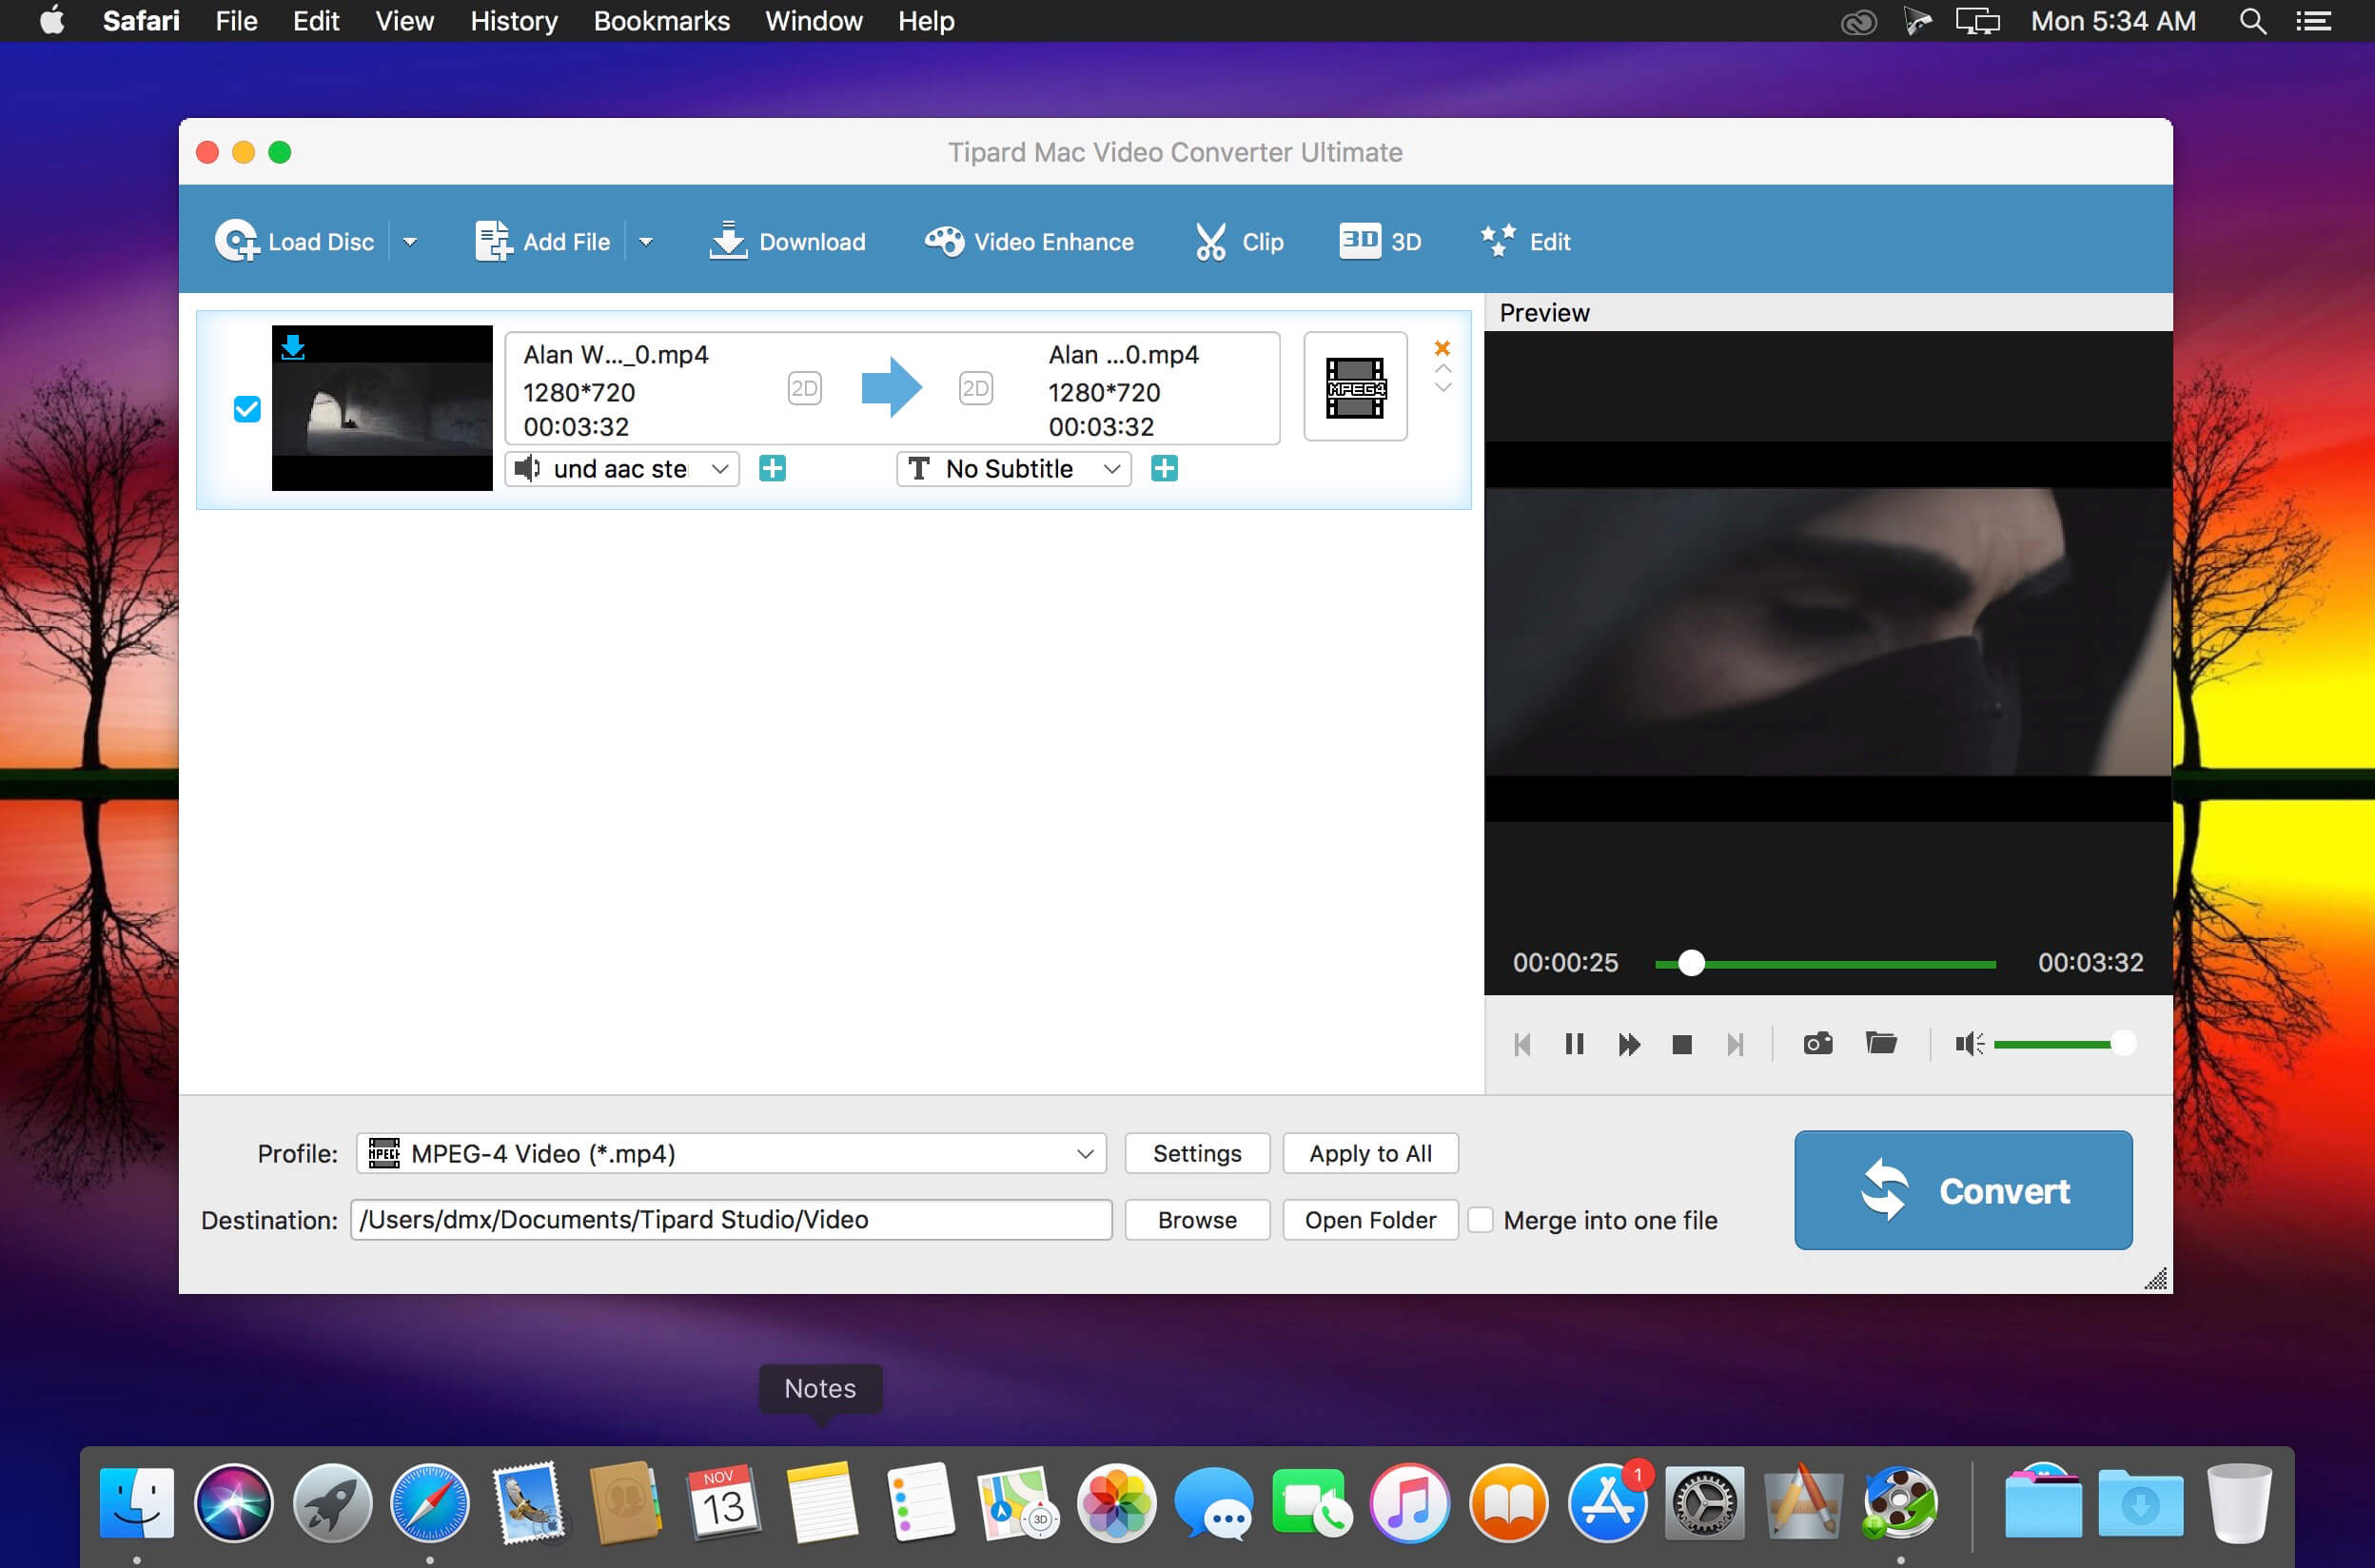 Safari File Edit View History Bookmarks Window Help Mon 5:34 AM
Tipard Mac Video Converter Ultimate
Load Disc Add File Download Video Enhance Clip 3D 3D Edit
Preview
Alan W..._0.mp4 Alan ...0.mp4
1280*720 2D 2D 1280*720 MPEG4
00:03:32 00:03:32
und aac ste T No Subtitle
00:00:25 00:03:32
Profile: MPEG-4 Video (*.mp4) Settings Apply to All
Convert
Destination: /Users/dmx/Documents/Tipard Studio/Video Browse Open Folder Merge into one file
Notes
NOV
13
3D
1